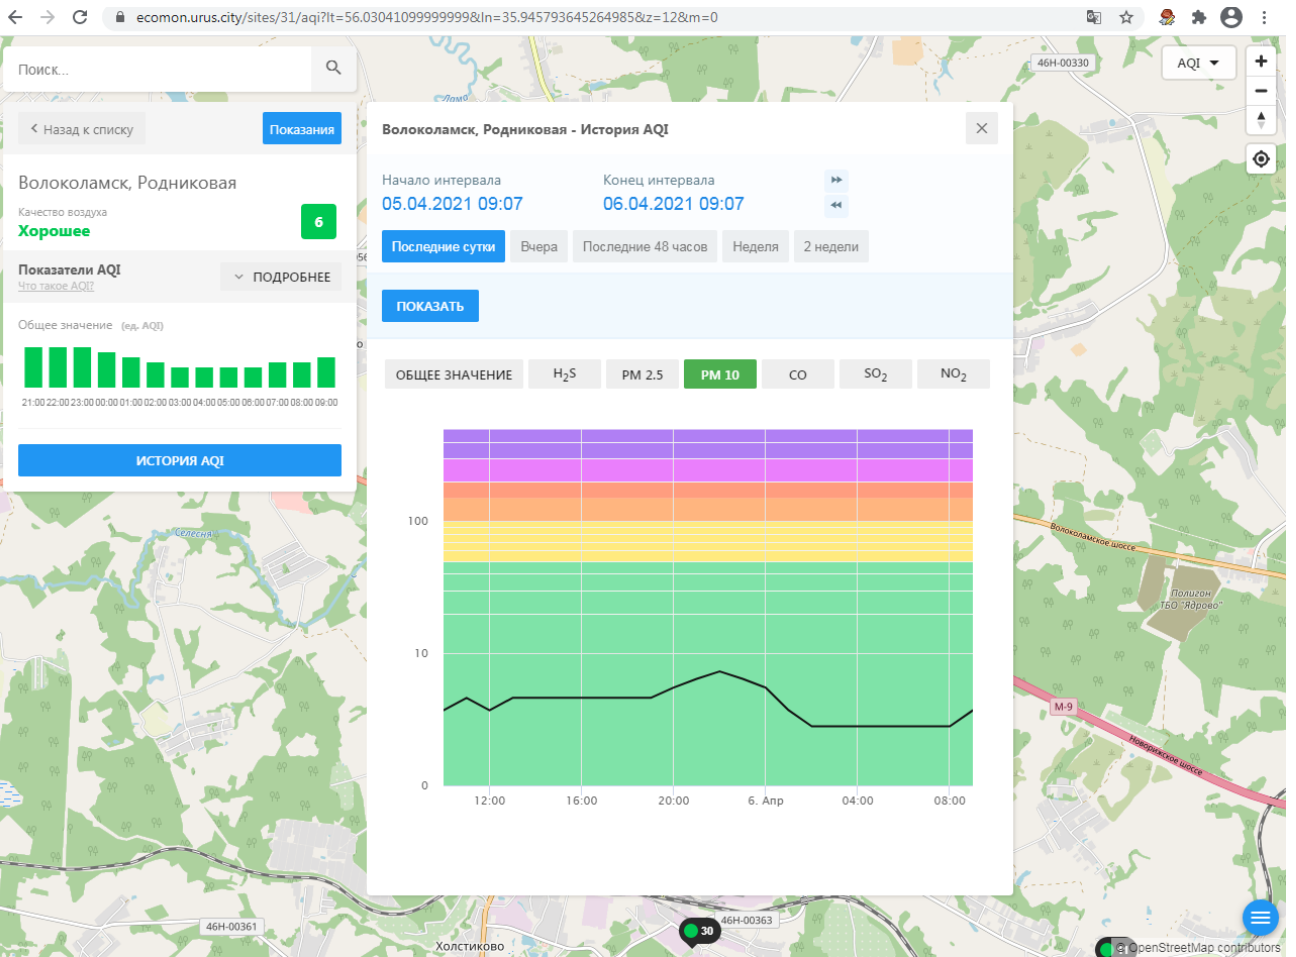 ecomon.urus.city/sites/31/aqi?lt=56.03041099999999&ln=35.945793645264985&z=12&m=0
Поиск...
46Н-00330
AQI
Лама
Назад к списку
Показания
Волоколамск, Родниковая - История AQI
Волоколамск, Родниковая
Качество воздуха
Хорошее
6
Начало интервала
Конец интервала
05.04.2021 09:07
06.04.2021 09:07
Последние сутки
Вчера
Последние 48 часов
Неделя
2 недели
Показатели AQI
Что такое AQI?
ПОДРОБНЕЕ
ПОКАЗАТЬ
Общее значение (ед. AQI)
21:00 22:00 23:00 00:00 01:00 02:00 03:00 04:00 05:00 06:00 07:00 08:00 09:00
ОБЩЕЕ ЗНАЧЕНИЕ
H2S
PM 2.5
PM 10
CO
SO2
NO2
ИСТОРИЯ AQI
100
10
0
12:00
16:00
20:00
6. Апр
04:00
08:00
Селесня
Волоколамское шоссе
Полигон
ТБО "Ядрово"
М-9
Новорижское шоссе
46Н-00361
46Н-00363
30
Холстиково
© OpenStreetMap contributors